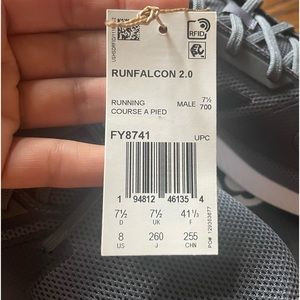 RFID
RUNFALCON 2.0
RUNNING MALE 7½
COURSE A PIED 700
FY8741 UPC
1 94812 46135 4
7½ 7½ 41⅓
D UK F
8 260 255
US J CHN